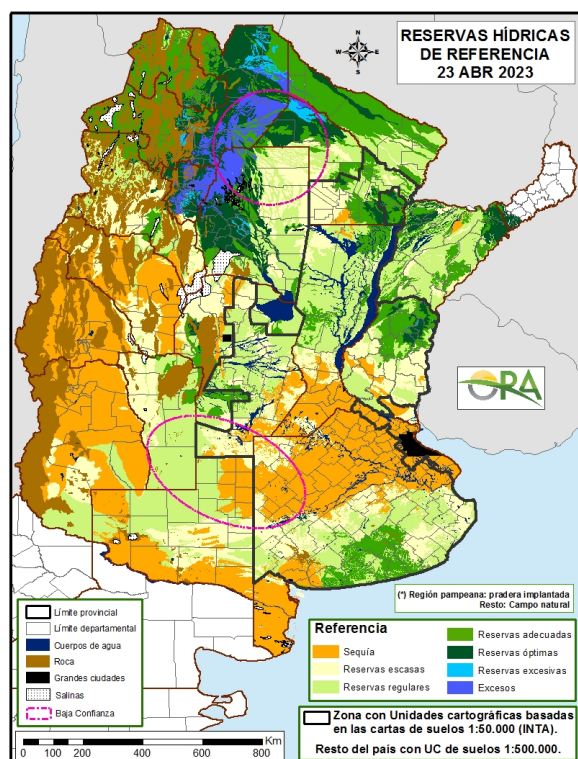 RESERVAS HÍDRICAS
DE REFERENCIA
23 ABR 2023
N
W
E
S
ORA
(*) Región pampeana: pradera implantada
Resto: Campo natural
Límite provincial
Límite departamental
Cuerpos de agua
Roca
Grandes ciudades
Salinas
Baja Confianza
Referencia
Sequía
Reservas escasas
Reservas regulares
Reservas adecuadas
Reservas óptimas
Reservas excesivas
Excesos
Zona con Unidades cartográficas basadas
en las cartas de suelos 1:50.000 (INTA).
Resto del país con UC de suelos 1:500.000.
Km
0 100 200 400 600 800